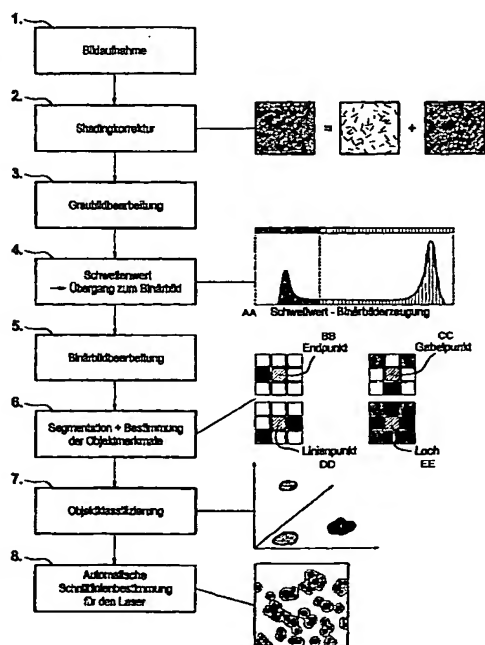 1.
Bildaufnahme
2.
Shadingkorrektur
=
+
3.
Graubildbearbeitung
4.
Schwellenwert
→ Übergang zum Binärbild
AA Schwellwert - Binärbilderzeugung
5.
Binärbildbearbeitung
BB
Endpunkt
CC
Gabelpunkt
6.
Segmentation + Bestimmung
der Objektmerkmale
Linienpunkt
DD
Loch
EE
7.
Objektklassifizierung
8.
Automatische
Schnittlinienbestimmung
für den Laser